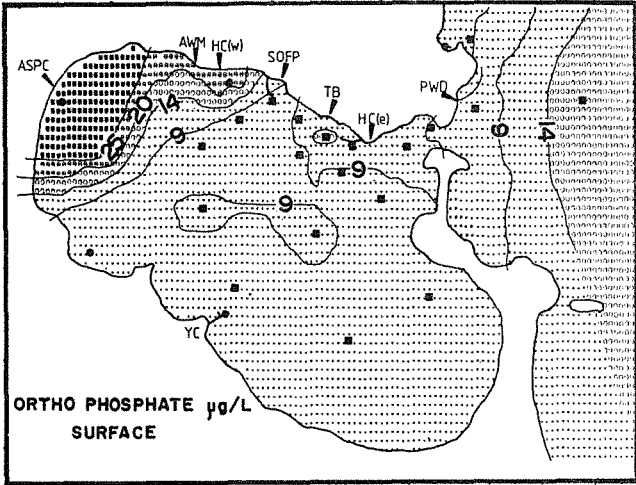 AWM HC(W)
SOFP
ASPC
TB
HC(e)
PWD
25 20 14
9
9
9
9
14
YC
ORTHO PHOSPHATE µg/L
SURFACE